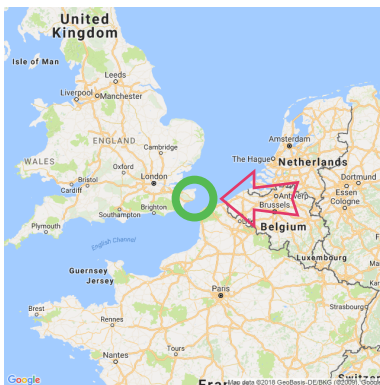 United
Kingdom
Isle of Man
Leeds
Liverpool
Manchester
ENGLAND
Cambridge
WALES
Oxford
London
Bristol
Cardiff
Southampton
Brighton
Plymouth
English Channel
Guernsey
Jersey
Amsterdam
The Hague
Netherlands
Dortmund
Essen
Cologne
Antwerp
Brussels
Belgium
Luxembourg
Paris
Strasbourg
Brest
Rennes
Nantes
Tours
Google
Map data ©2018 GeoBasis-DE/BKG (©2009), Google